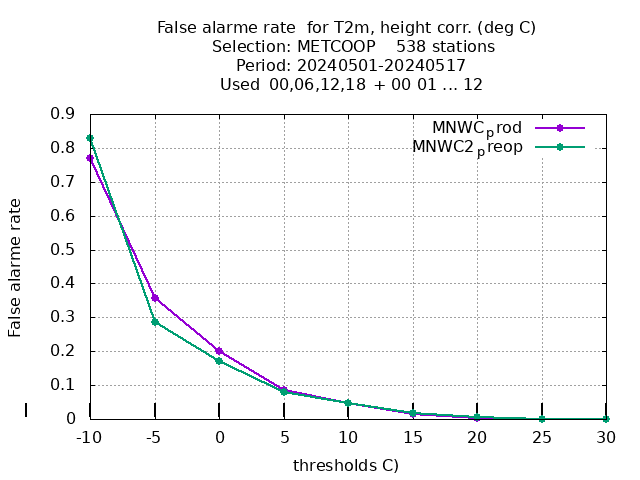 False alarme rate  for T2m, height corr. (deg C)
Selection: METCOOP    538 stations
Period: 20240501-20240517
Used  00,06,12,18 + 00 01 ... 12
MNWC_prod
MNWC2_preop
False alarme rate
0.9
0.8
0.7
0.6
0.5
0.4
0.3
0.2
0.1
0
-10 -5 0 5 10 15 20 25 30
thresholds C)